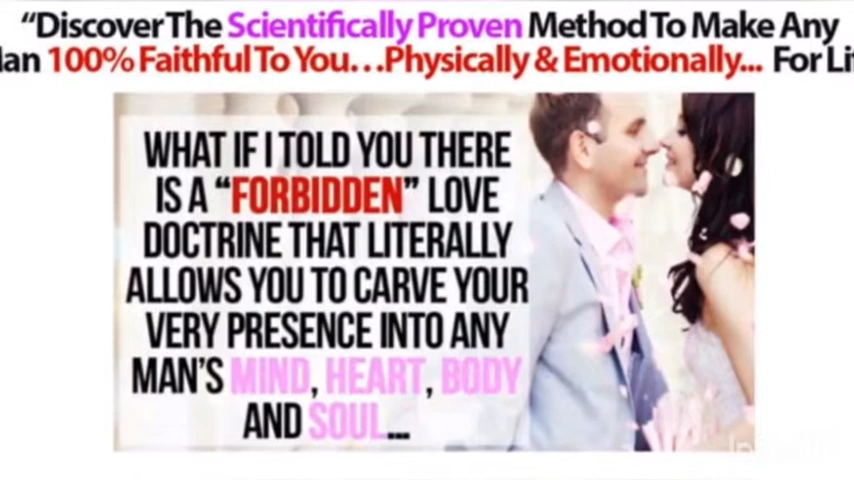 “Discover The Scientifically Proven Method To Make Any
Man 100% Faithful To You...Physically & Emotionally... For
WHAT IF I TOLD YOU THERE
IS A “FORBIDDEN” LOVE
DOCTRINE THAT LITERALLY
ALLOWS YOU TO CARVE YOUR
VERY PRESENCE INTO ANY
MAN'S MIND, HEART, BODY
AND SOUL...